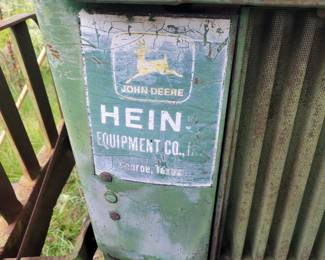 JOHN DEERE
HEIN
EQUIPMENT CO., I
Conroe, Texas